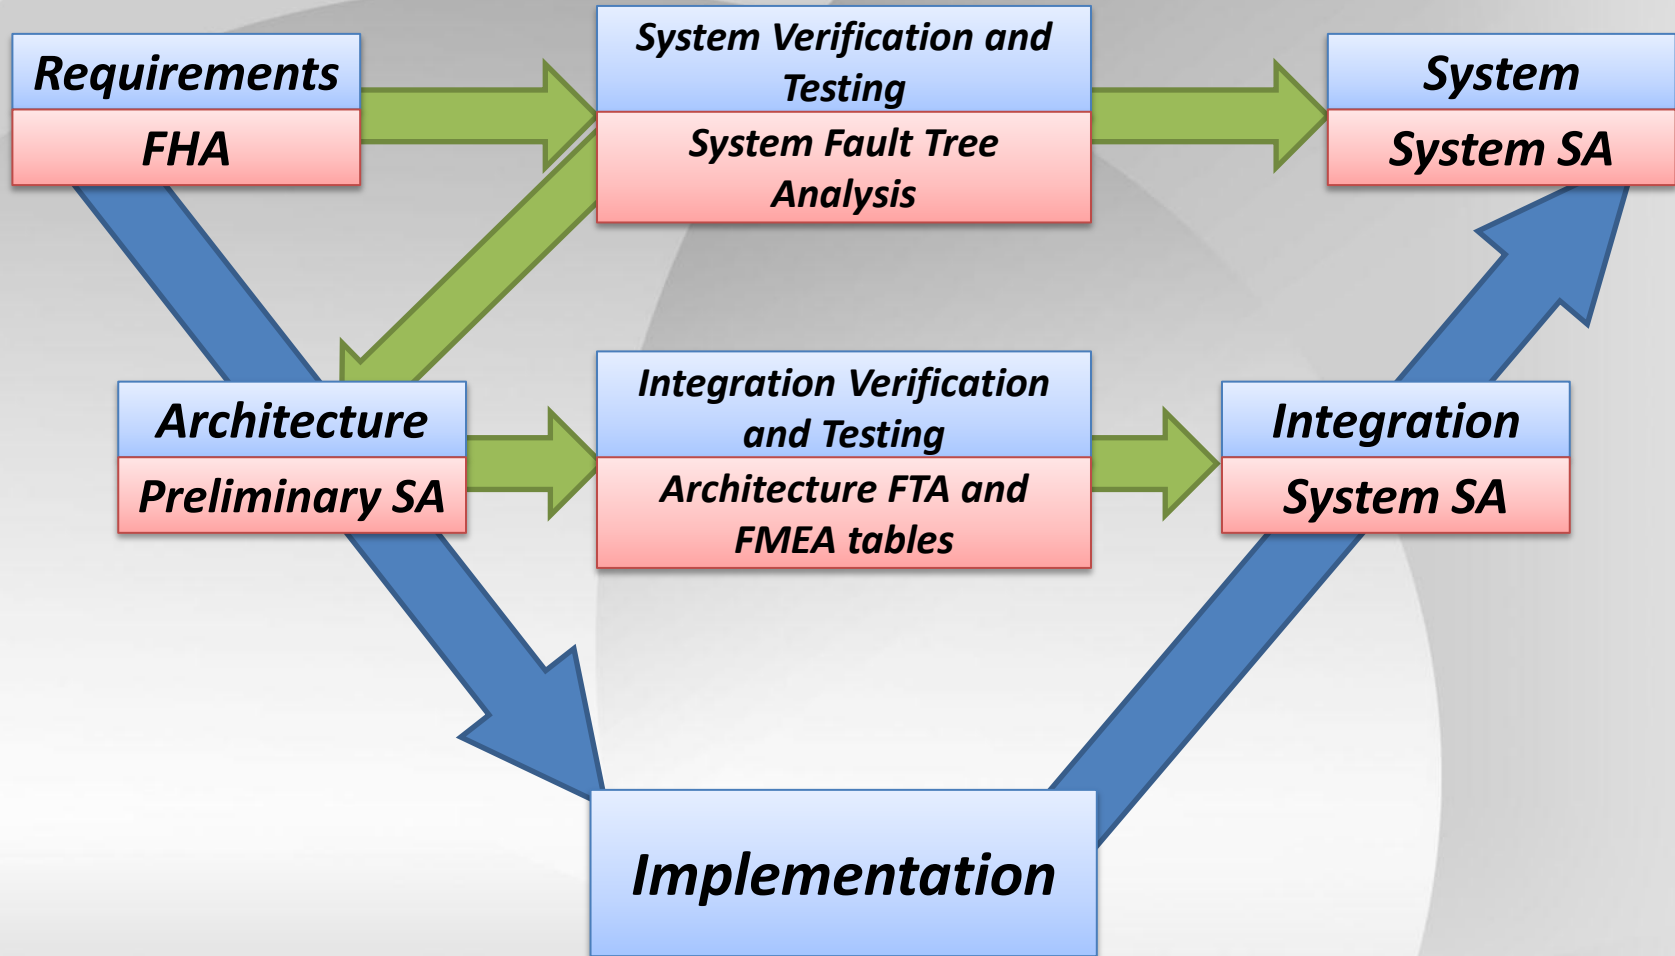 Requirements
FHA
System Verification and
Testing
System Fault Tree
Analysis
System
System SA
Architecture
Preliminary SA
Integration Verification
and Testing
Architecture FTA and
FMEA tables
Integration
System SA
Implementation